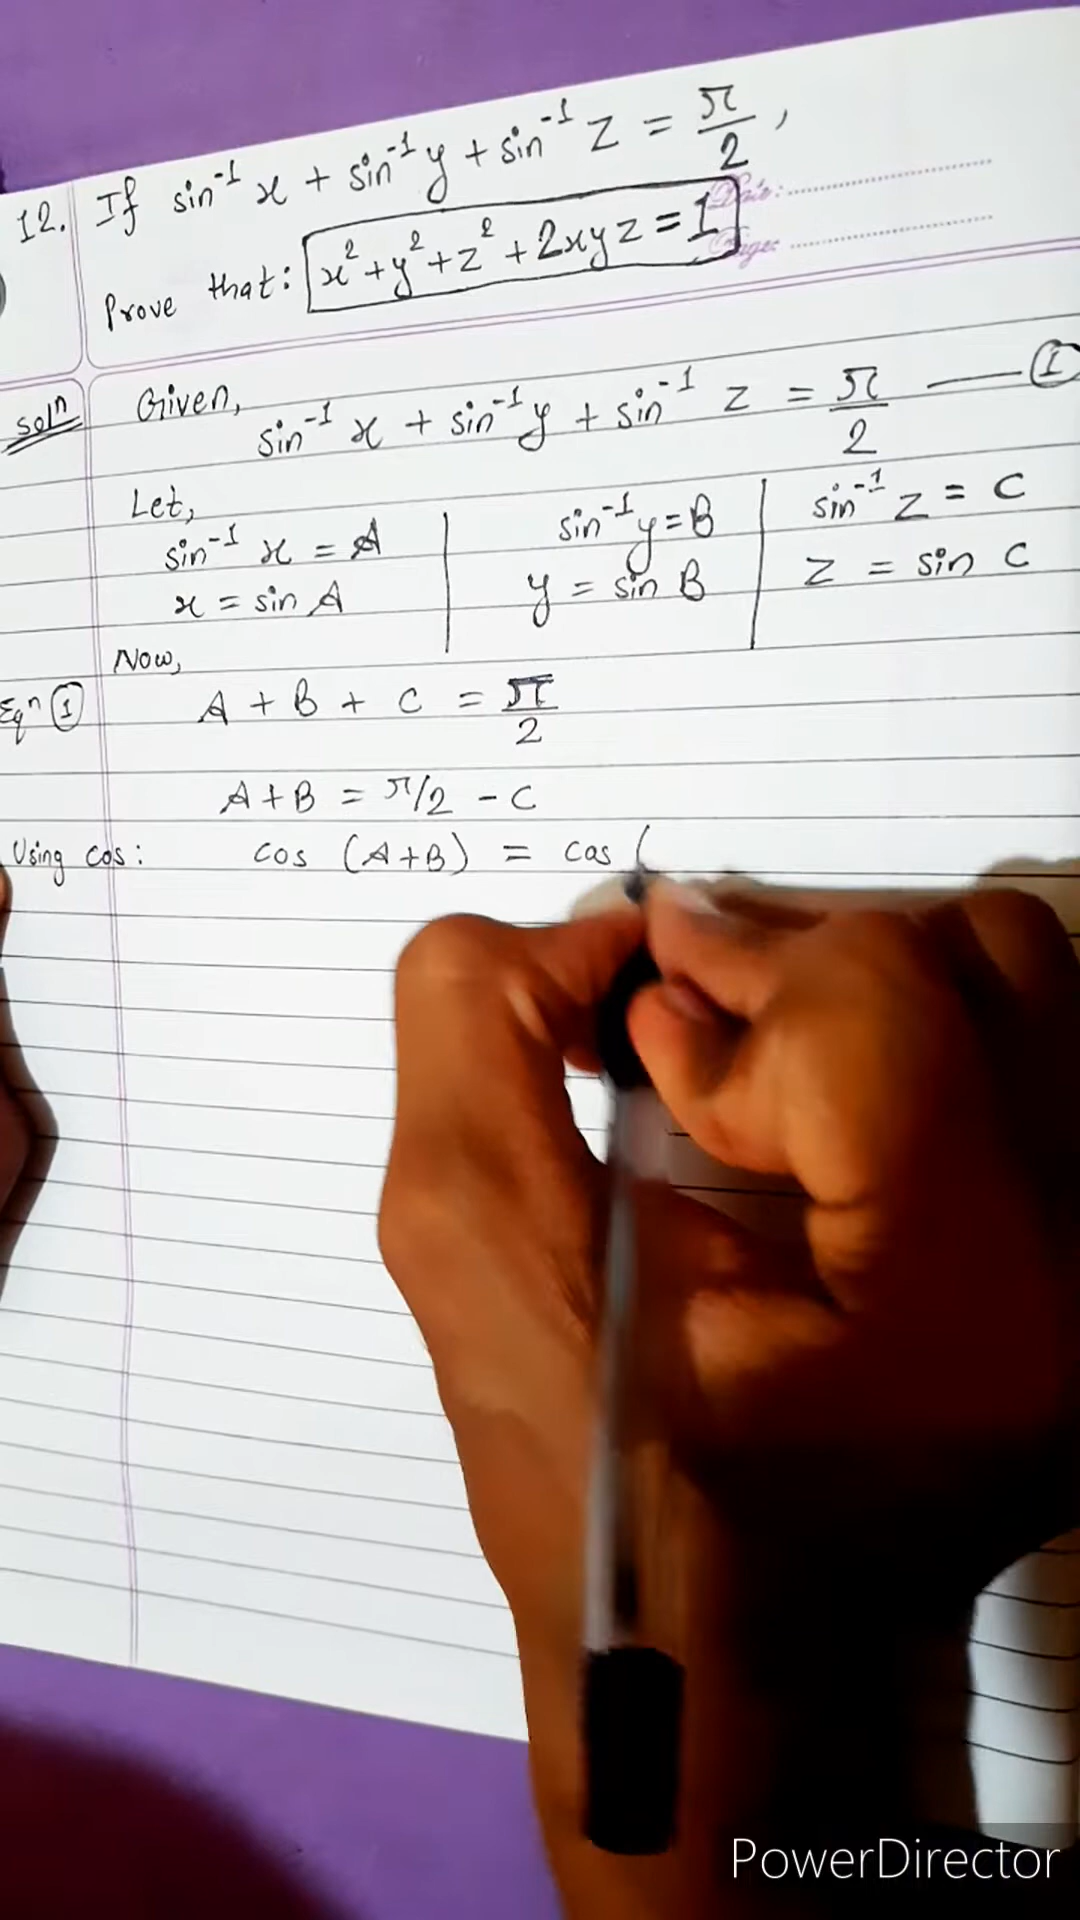 12. If sin⁻¹ x + sin⁻¹ y + sin⁻¹ z = π/2,
Prove that: x² + y² + z² + 2xyz = 1
Date:
Page:
Solⁿ Given,
sin⁻¹ x + sin⁻¹ y + sin⁻¹ z = π/2 —— ①
Let,
sin⁻¹ x = A | sin⁻¹ y = B | sin⁻¹ z = C
x = sin A | y = sin B | z = sin C
Now,
Eqⁿ ① A + B + C = π/2
A + B = π/2 - C
Using cos: cos (A+B) = cos (
PowerDirector